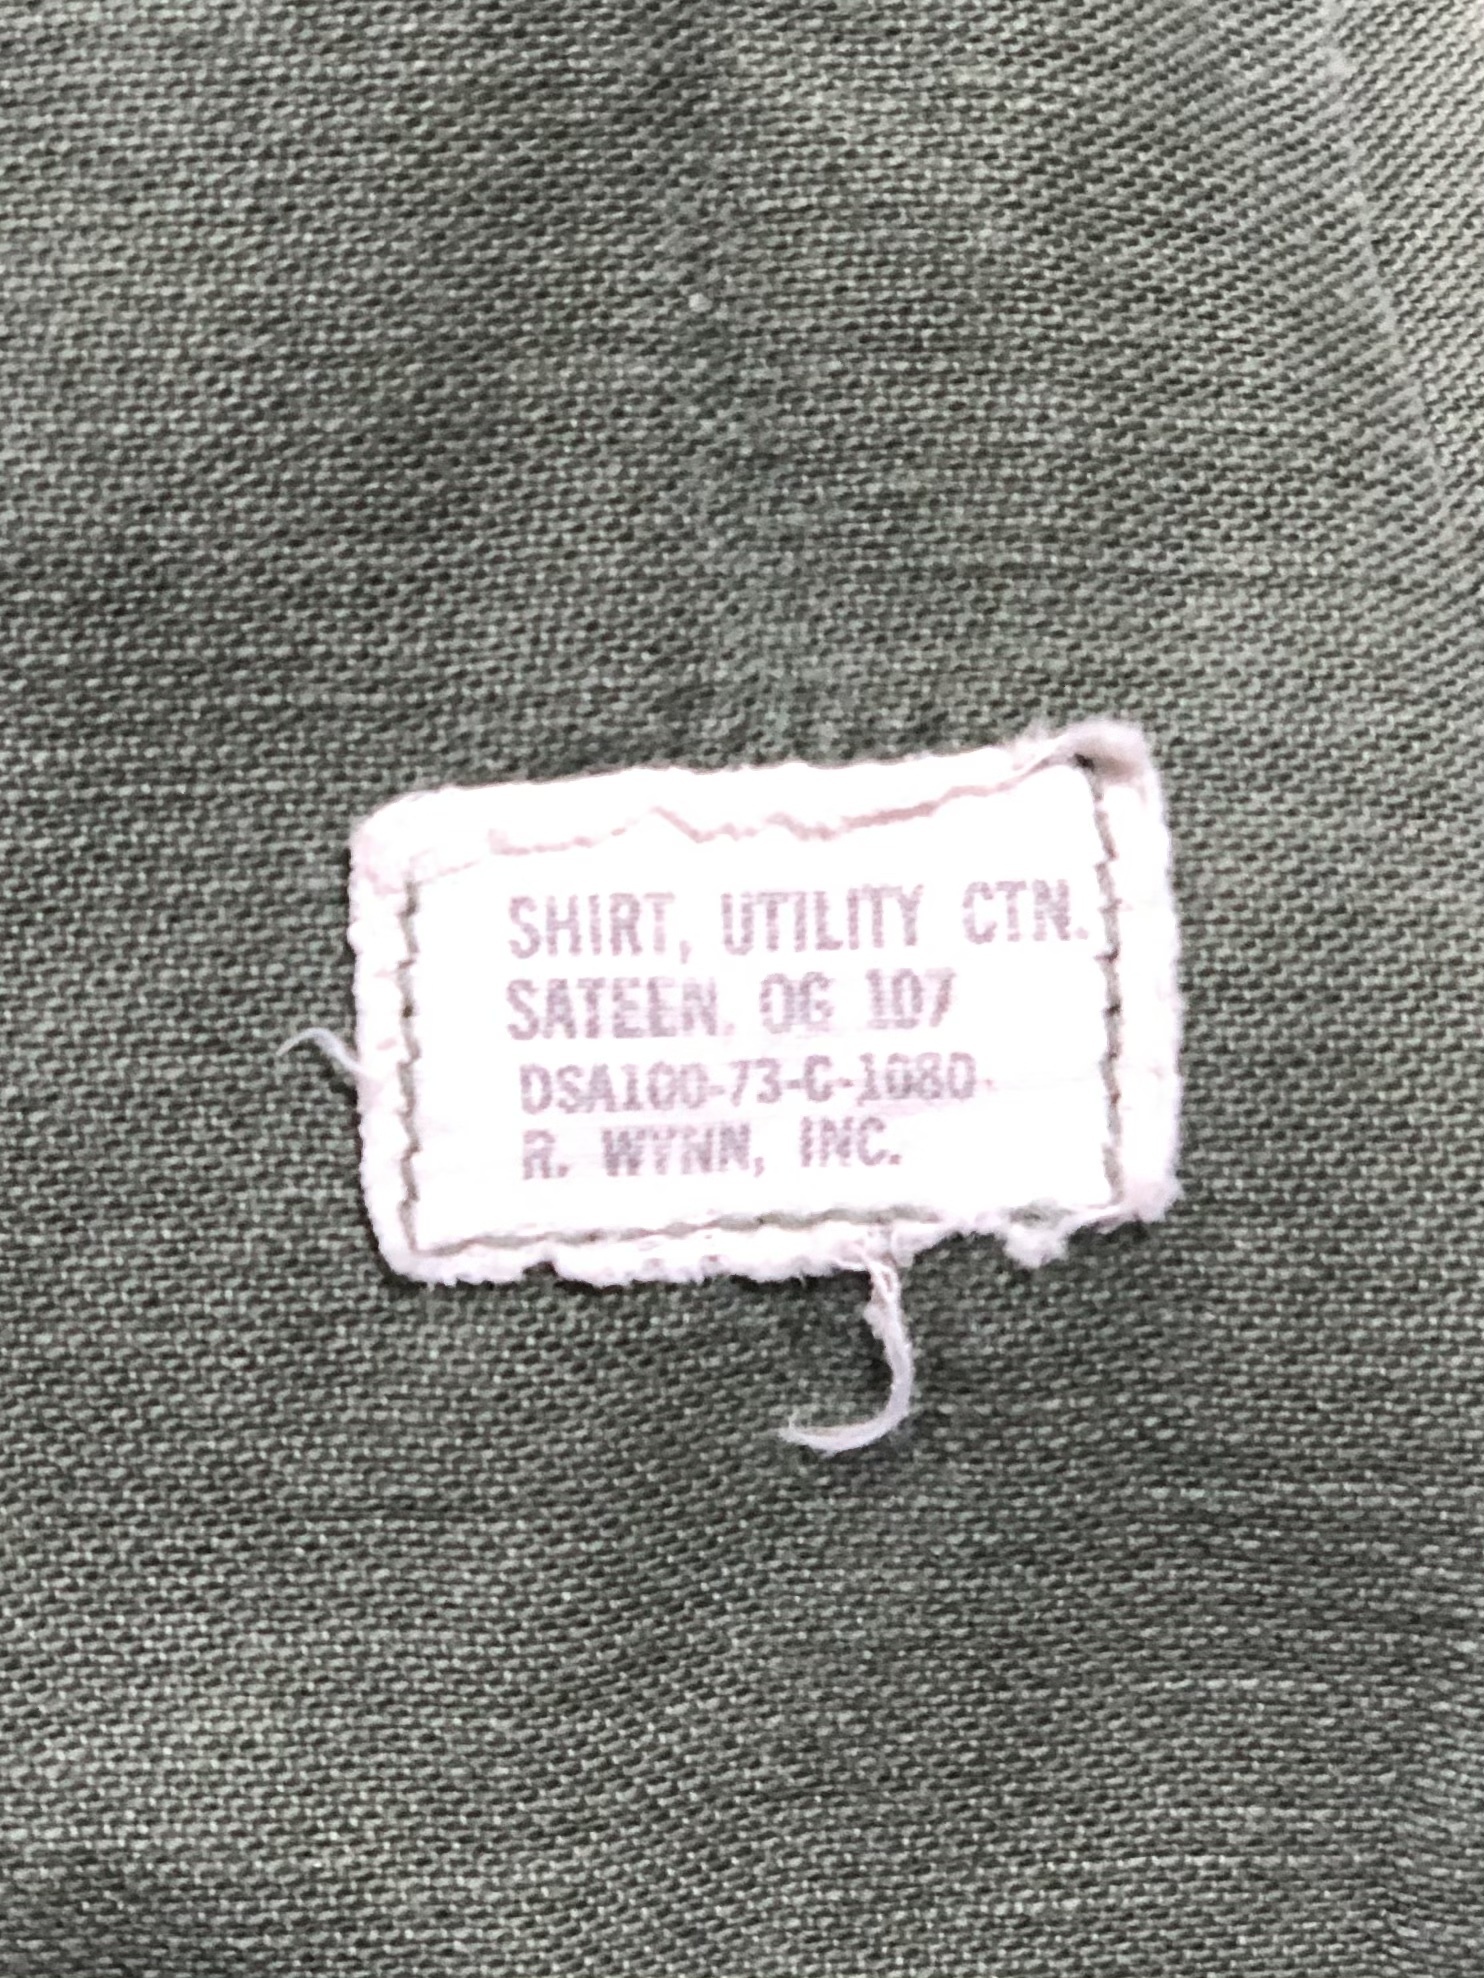 SHIRT, UTILITY CTN.
SATEEN, OG 107
DSA100-73-C-1080
R. WYNN, INC.